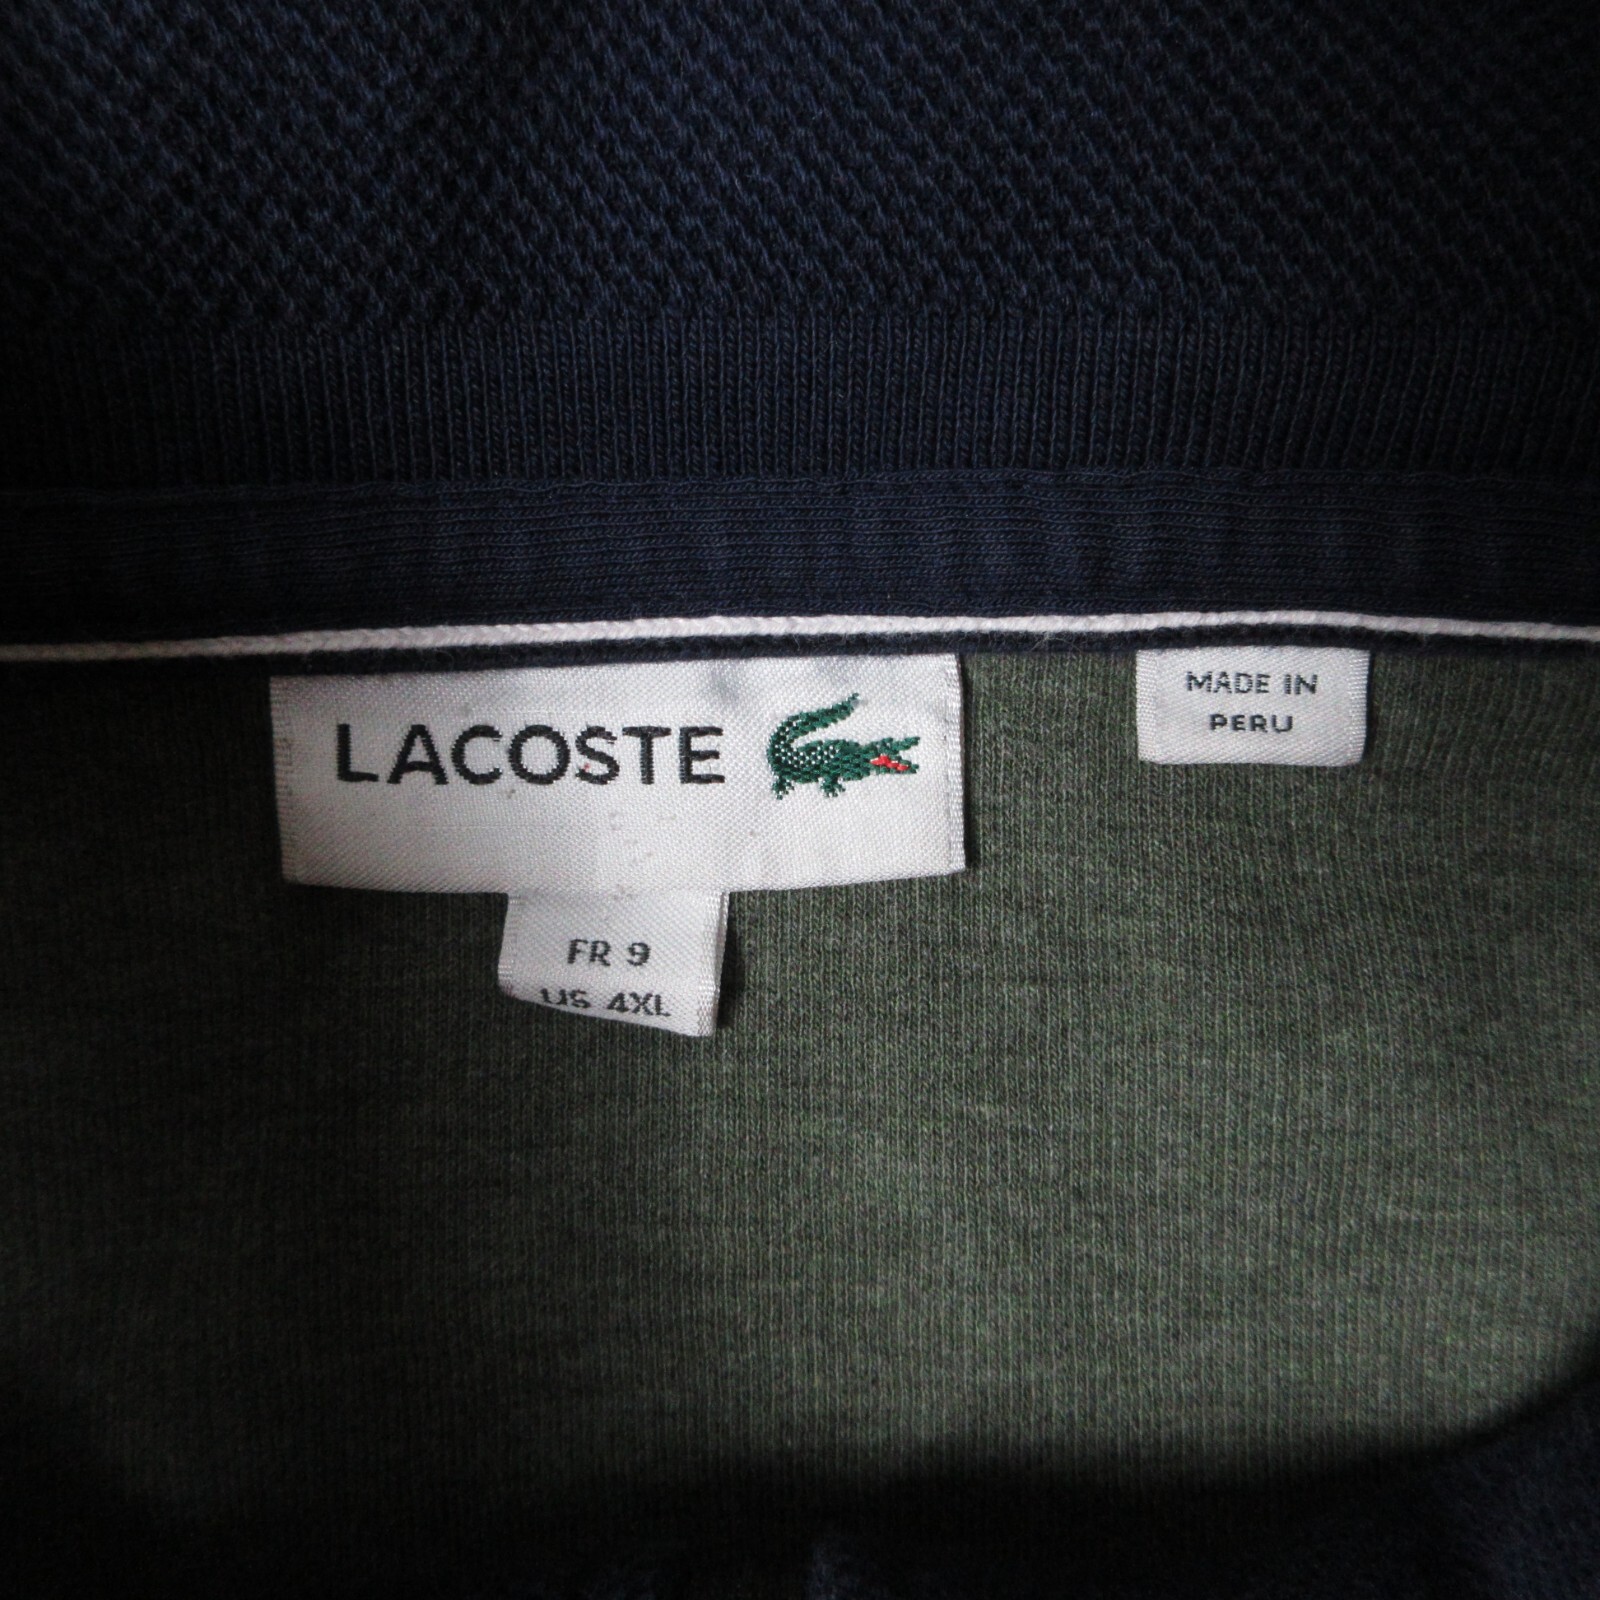 LACOSTE
MADE IN
PERU
FR 9
US 4XL